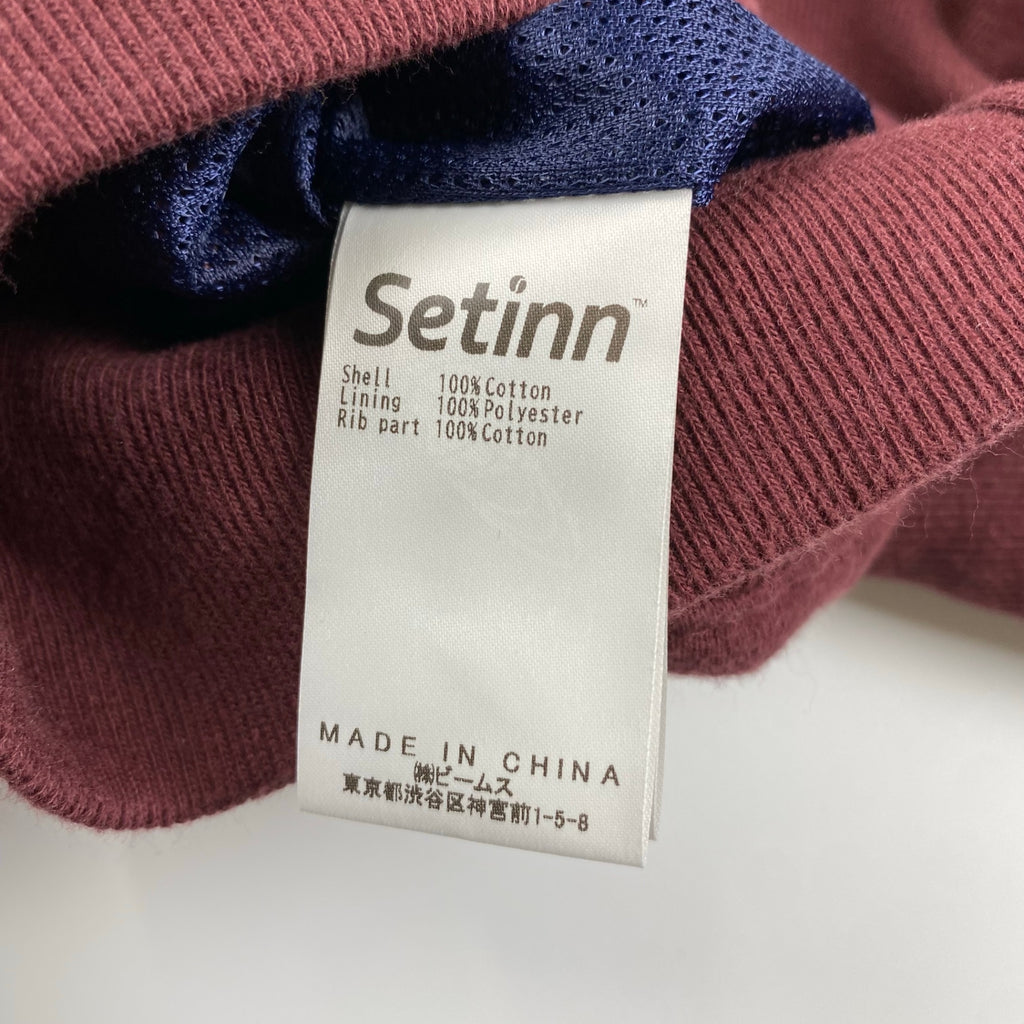 Setinn™
Shell 100%Cotton
Lining 100%Polyester
Rib part 100%Cotton
MADE IN CHINA
㈱ビームス
東京都渋谷区神宮前1-5-8